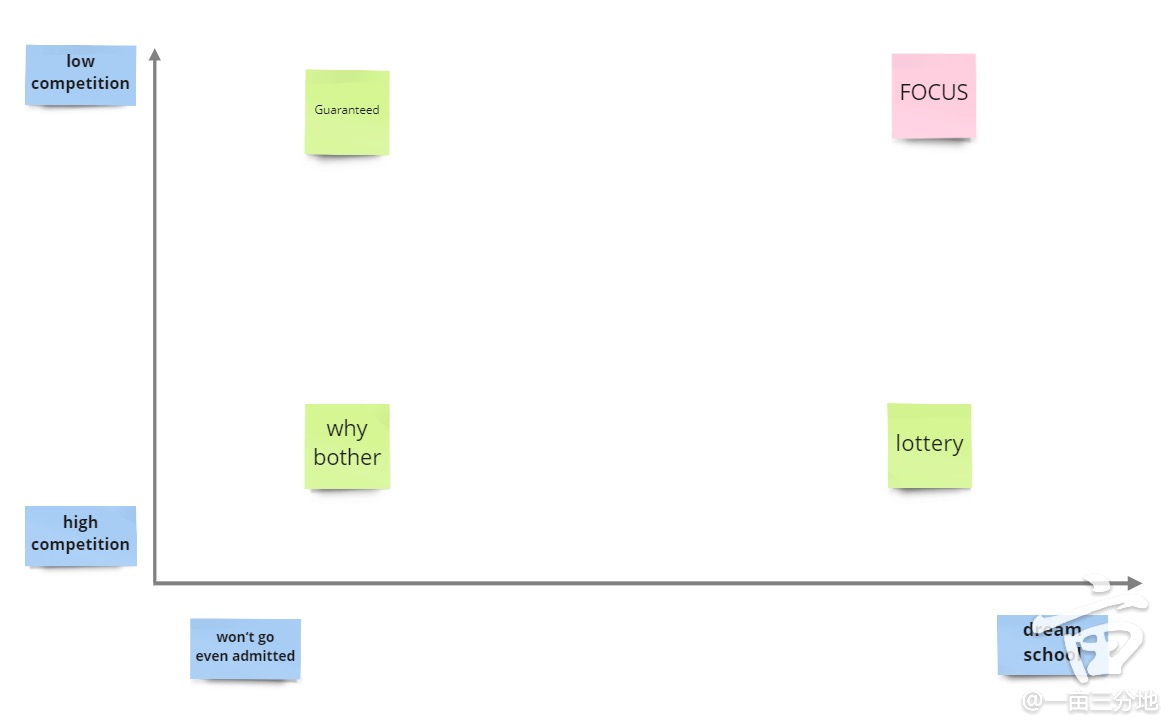 low
competition
Guaranteed
FOCUS
why
bother
lottery
high
competition
won't go
even admitted
dream
school
@一亩三分地